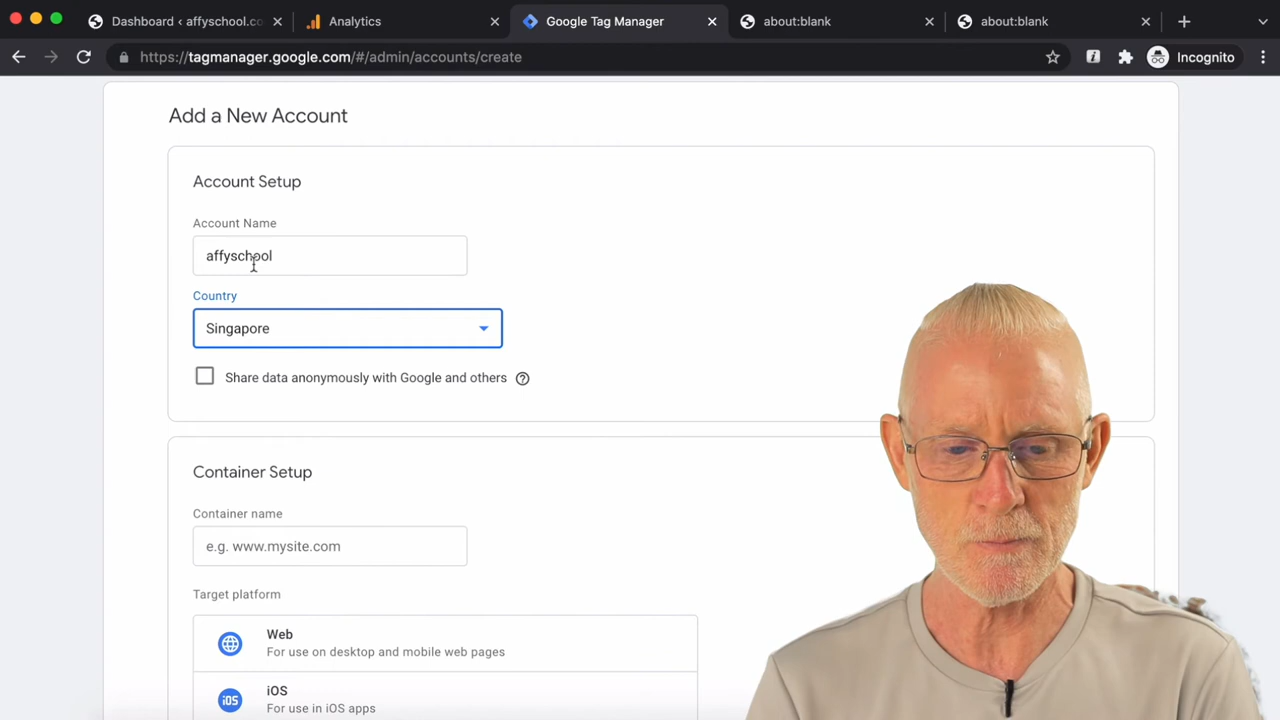 Dashboard ‹ affyschool.co
Analytics
Google Tag Manager
about:blank
about:blank
https://tagmanager.google.com/#/admin/accounts/create
Incognito
Add a New Account
Account Setup
Account Name
affyschool
Country
Singapore
Share data anonymously with Google and others
Container Setup
Container name
e.g. www.mysite.com
Target platform
Web
For use on desktop and mobile web pages
iOS
iOS
For use in iOS apps